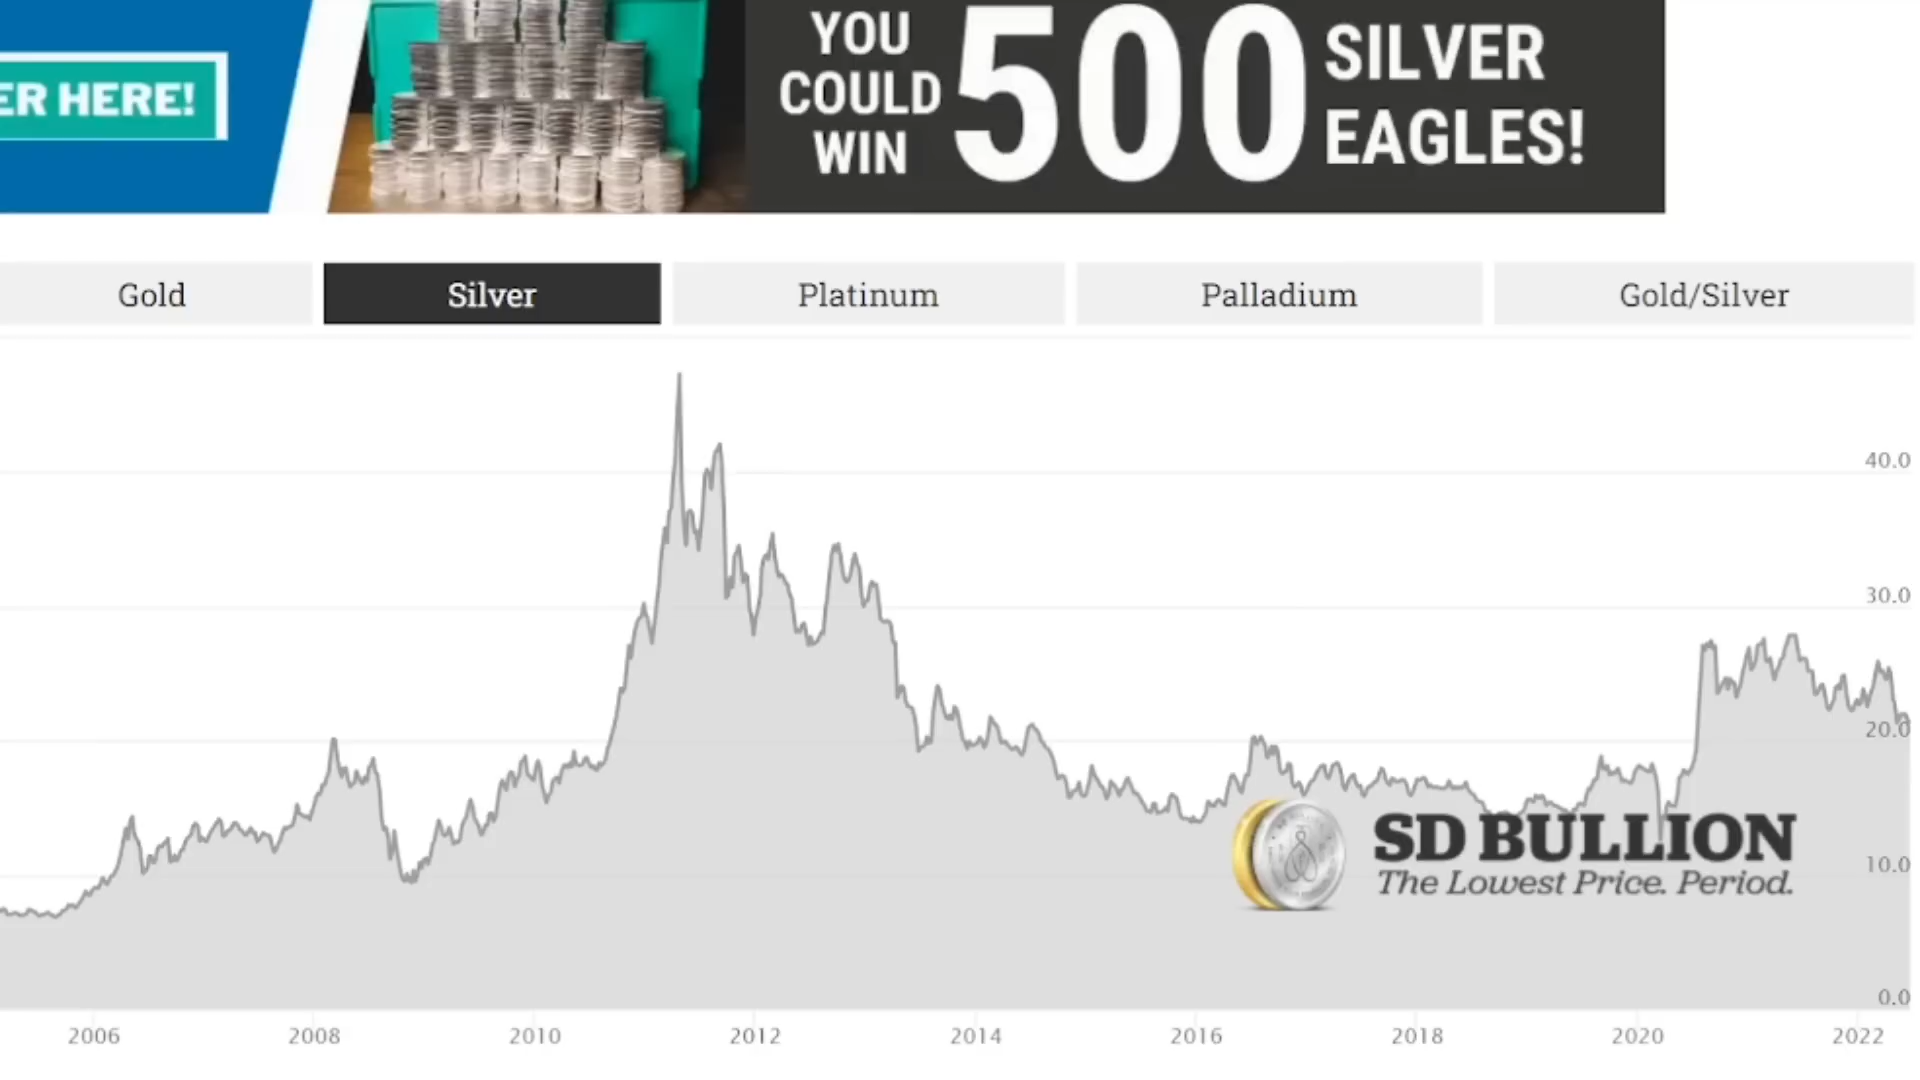 ER HERE!
YOU
COULD
WIN
500
SILVER
EAGLES!
Gold
Silver
Platinum
Palladium
Gold/Silver
40.0
30.0
20.0
10.0
0.0
SD BULLION
The Lowest Price. Period.
2006
2008
2010
2012
2014
2016
2018
2020
2022